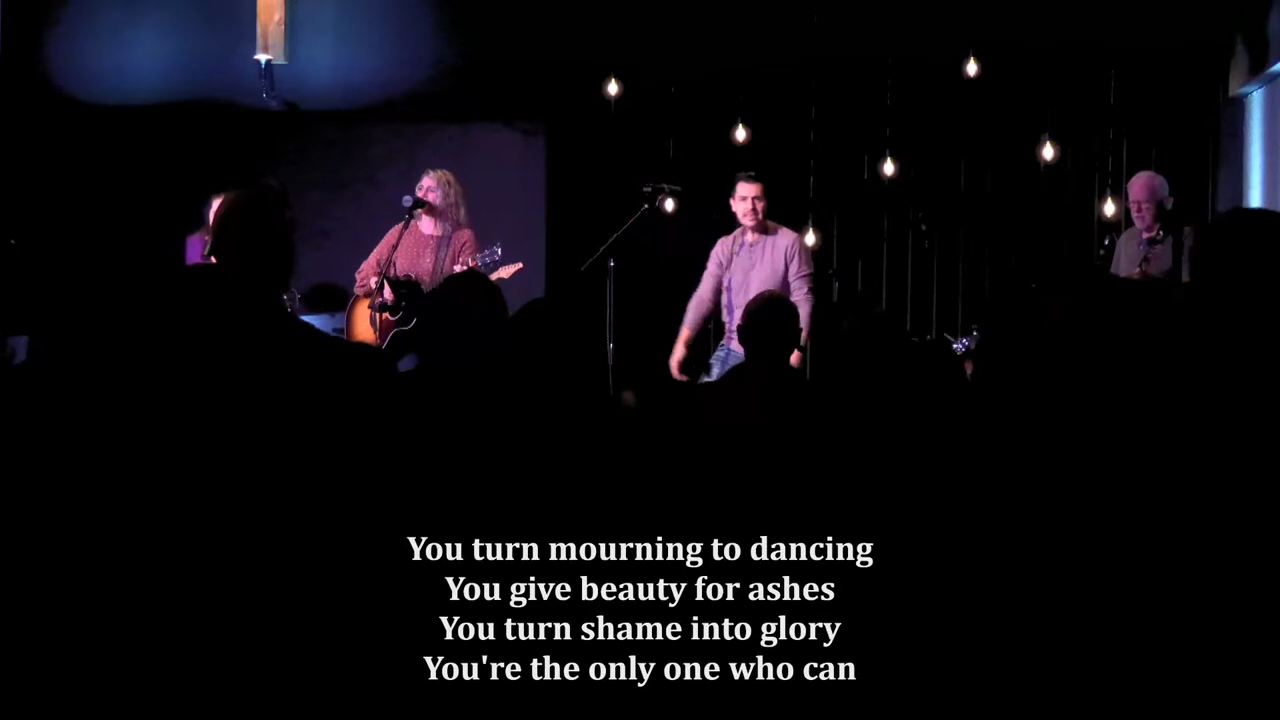 You turn mourning to dancing
You give beauty for ashes
You turn shame into glory
You're the only one who can